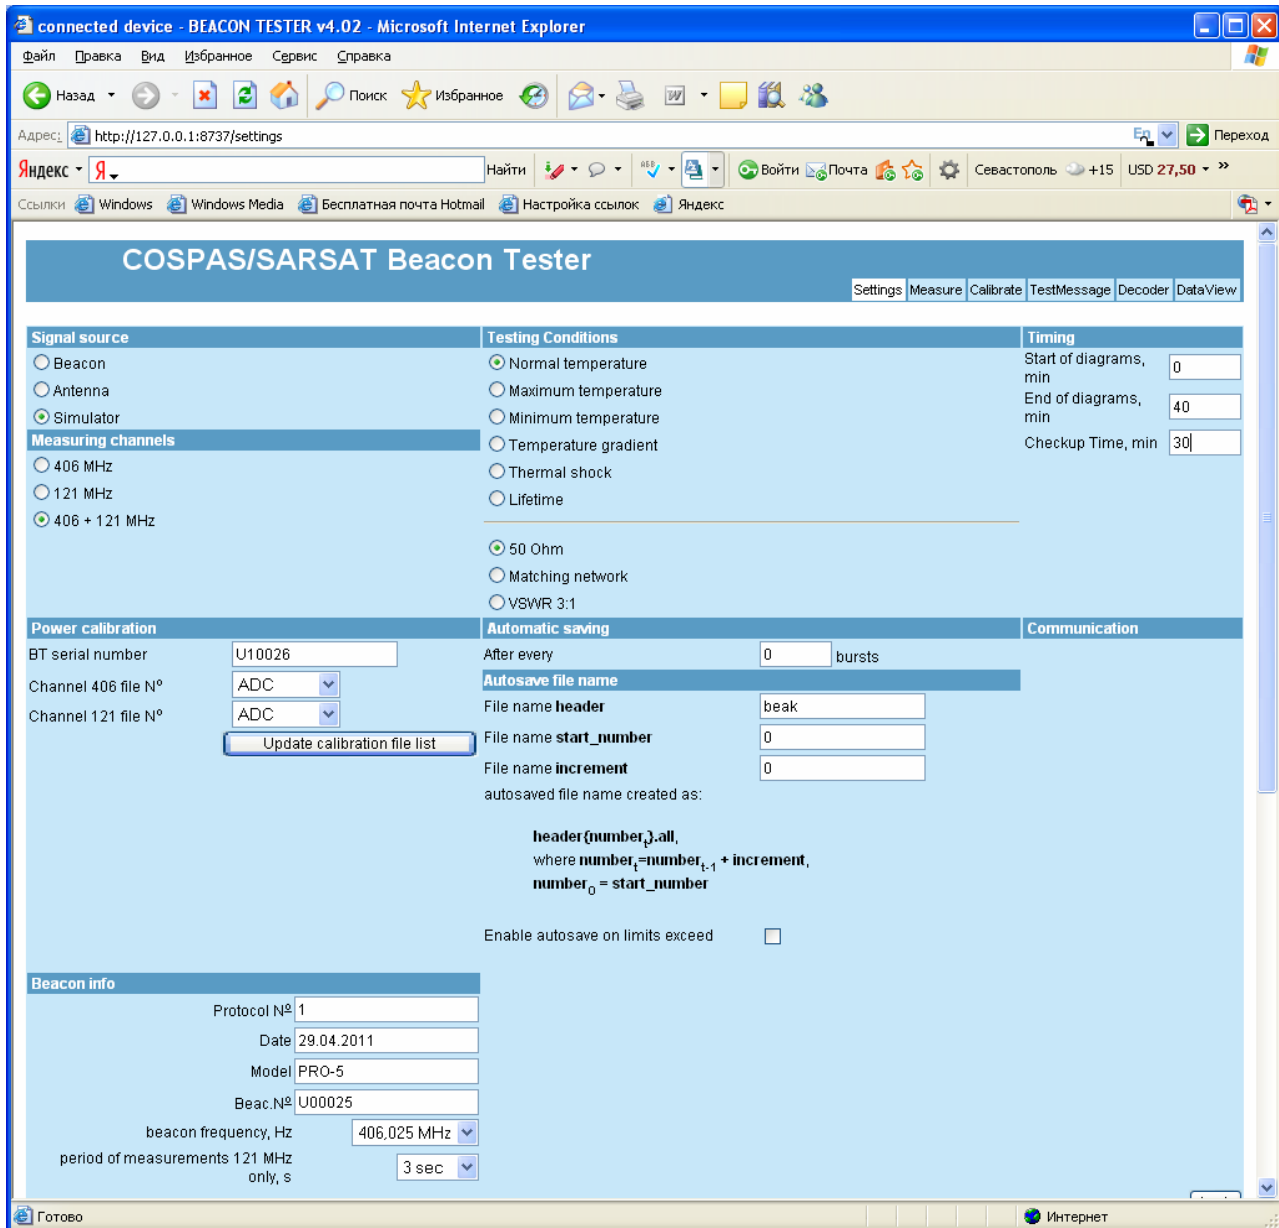 connected device - BEACON TESTER v4.02 - Microsoft Internet Explorer
Файл Правка Вид Избранное Сервис Справка
Назад Поиск Избранное
Адрес: http://127.0.0.1:8737/settings Переход
Яндекс Я Найти Войти Почта Севастополь +15 USD 27,50 »
Ссылки Windows Windows Media Бесплатная почта Hotmail Настройка ссылок Яндекс
COSPAS/SARSAT Beacon Tester
Settings Measure Calibrate TestMessage Decoder DataView
Signal source
Beacon
Antenna
Simulator
Measuring channels
406 MHz
121 MHz
406 + 121 MHz
Testing Conditions
Normal temperature
Maximum temperature
Minimum temperature
Temperature gradient
Thermal shock
Lifetime
50 Ohm
Matching network
VSWR 3:1
Timing
Start of diagrams, min 0
End of diagrams, min 40
Checkup Time, min 30
Power calibration
BT serial number U10026
Channel 406 file Nº ADC
Channel 121 file Nº ADC
Update calibration file list
Automatic saving
After every 0 bursts
Autosave file name
File name header beak
File name start_number 0
File name increment 0
autosaved file name created as:
header{number_t}.all,
where number_t=number_t-1 + increment,
number_0 = start_number
Enable autosave on limits exceed
Communication
Beacon info
Protocol Nº 1
Date 29.04.2011
Model PRO-5
Beac.Nº U00025
beacon frequency, Hz 406,025 MHz
period of measurements 121 MHz only, s 3 sec
Готово Интернет